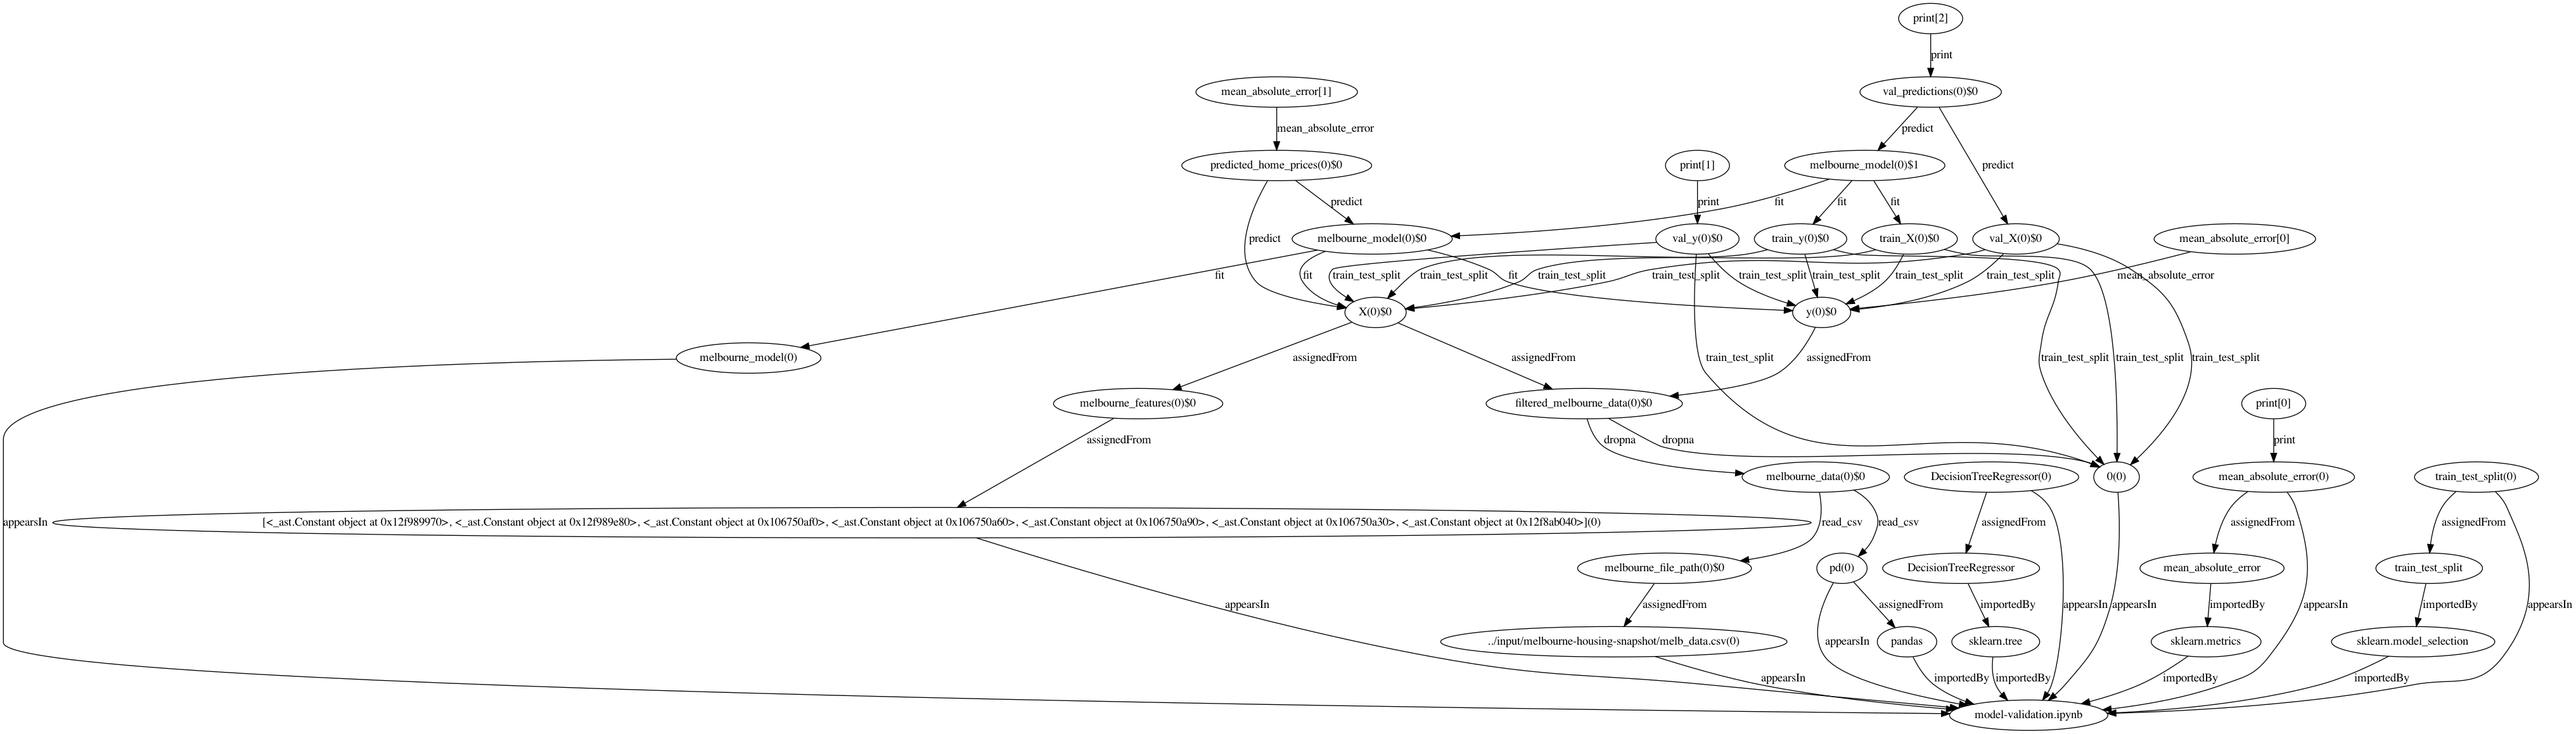 print[2]
print
mean_absolute_error[1]
val_predictions(0)$0
mean_absolute_error
predict
predicted_home_prices(0)$0
print[1]
melbourne_model(0)$1
predict
predict
print
fit
fit
fit
predict
melbourne_model(0)$0
val_y(0)$0
train_y(0)$0
train_X(0)$0
val_X(0)$0
mean_absolute_error[0]
fit
fit
train_test_split
train_test_split
fit
train_test_split
train_test_split
train_test_split
train_test_split
train_test_split
train_test_split
mean_absolute_error
X(0)$0
y(0)$0
melbourne_model(0)
assignedFrom
assignedFrom
train_test_split
assignedFrom
train_test_split
train_test_split
train_test_split
melbourne_features(0)$0
filtered_melbourne_data(0)$0
print[0]
assignedFrom
dropna
dropna
print
melbourne_data(0)$0
DecisionTreeRegressor(0)
0(0)
mean_absolute_error(0)
train_test_split(0)
appearsIn
[<_ast.Constant object at 0x12f989970>, <_ast.Constant object at 0x12f989e80>, <_ast.Constant object at 0x106750af0>, <_ast.Constant object at 0x106750a60>, <_ast.Constant object at 0x106750a90>, <_ast.Constant object at 0x106750a30>, <_ast.Constant object at 0x12f8ab040>](0)
read_csv
read_csv
assignedFrom
assignedFrom
assignedFrom
melbourne_file_path(0)$0
pd(0)
DecisionTreeRegressor
mean_absolute_error
train_test_split
appearsIn
assignedFrom
assignedFrom
importedBy
appearsIn
appearsIn
importedBy
appearsIn
importedBy
appearsIn
../input/melbourne-housing-snapshot/melb_data.csv(0)
appearsIn
pandas
sklearn.tree
sklearn.metrics
sklearn.model_selection
appearsIn
importedBy
importedBy
importedBy
importedBy
model-validation.ipynb